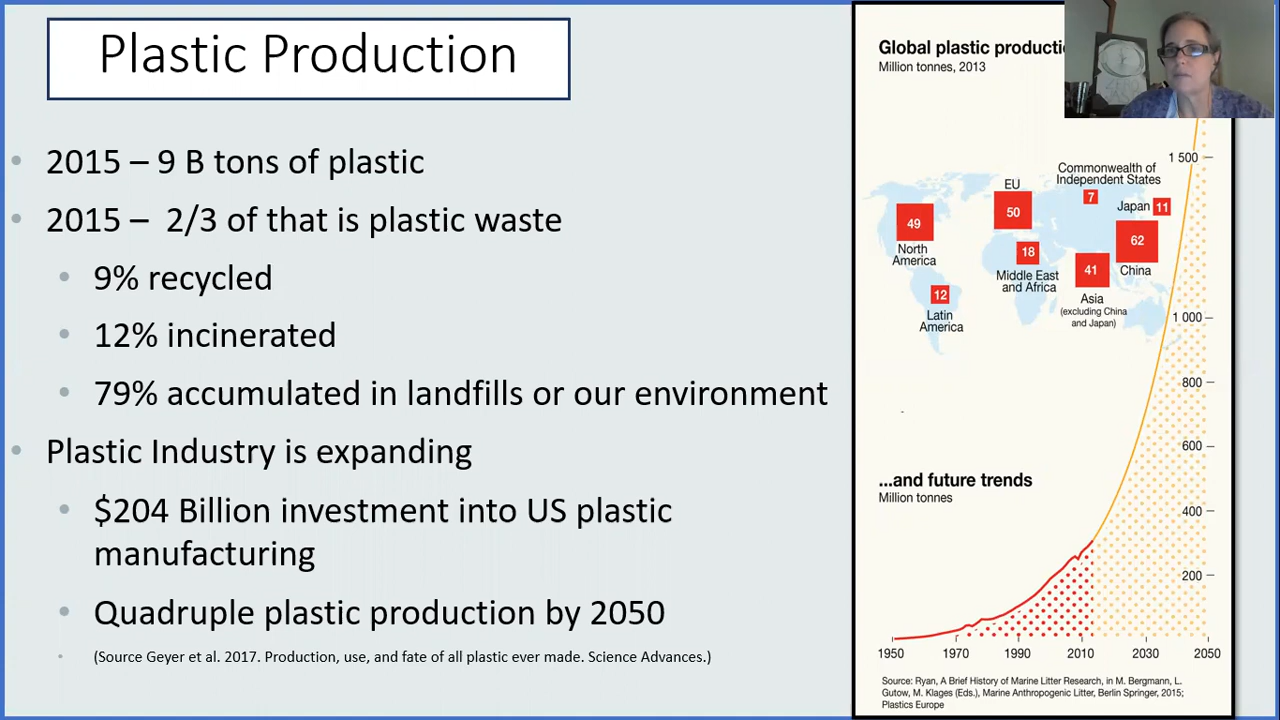 Plastic Production
2015 – 9 B tons of plastic
2015 – 2/3 of that is plastic waste
9% recycled
12% incinerated
79% accumulated in landfills or our environment
Plastic Industry is expanding
$204 Billion investment into US plastic
manufacturing
Quadruple plastic production by 2050
(Source Geyer et al. 2017. Production, use, and fate of all plastic ever made. Science Advances.)
Global plastic
Million tonnes, 2013
1 500
Commonwealth of
Independent States
7
EU
50
Japan 11
49
North
America
62
China
18
Middle East
and Africa
41
Asia
(excluding China
and Japan)
12
Latin
America
1 000
800
600
...and future trends
Million tonnes
400
200
1950 1970 1990 2010 2030 2050
Source: Ryan, A Brief History of Marine Litter Research, in M. Bergmann, L.
Gutow, M. Klages (Eds.), Marine Anthropogenic Litter, Berlin Springer, 2015;
Plastics Europe